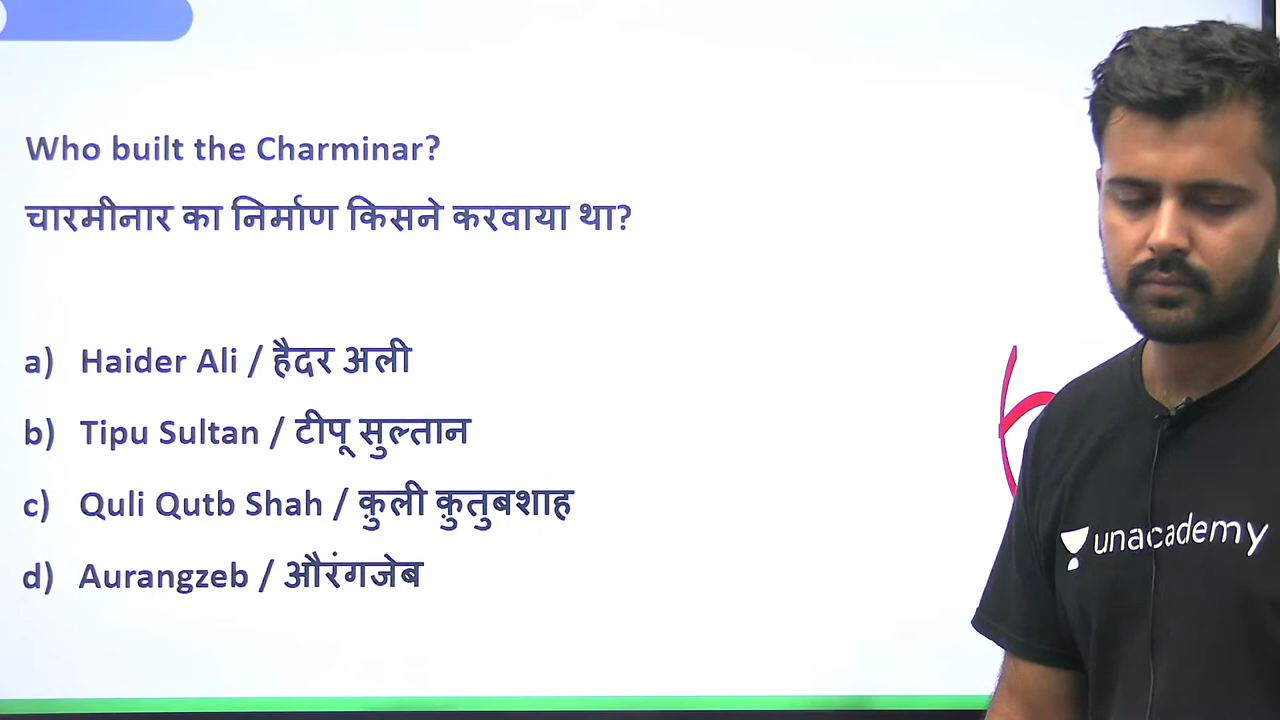 Who built the Charminar?
चारमीनार का निर्माण किसने करवाया था?
a) Haider Ali / हैदर अली
b) Tipu Sultan / टीपू सुल्तान
c) Quli Qutb Shah / क़ुली क़ुतुबशाह
d) Aurangzeb / औरंगजेब
unacademy